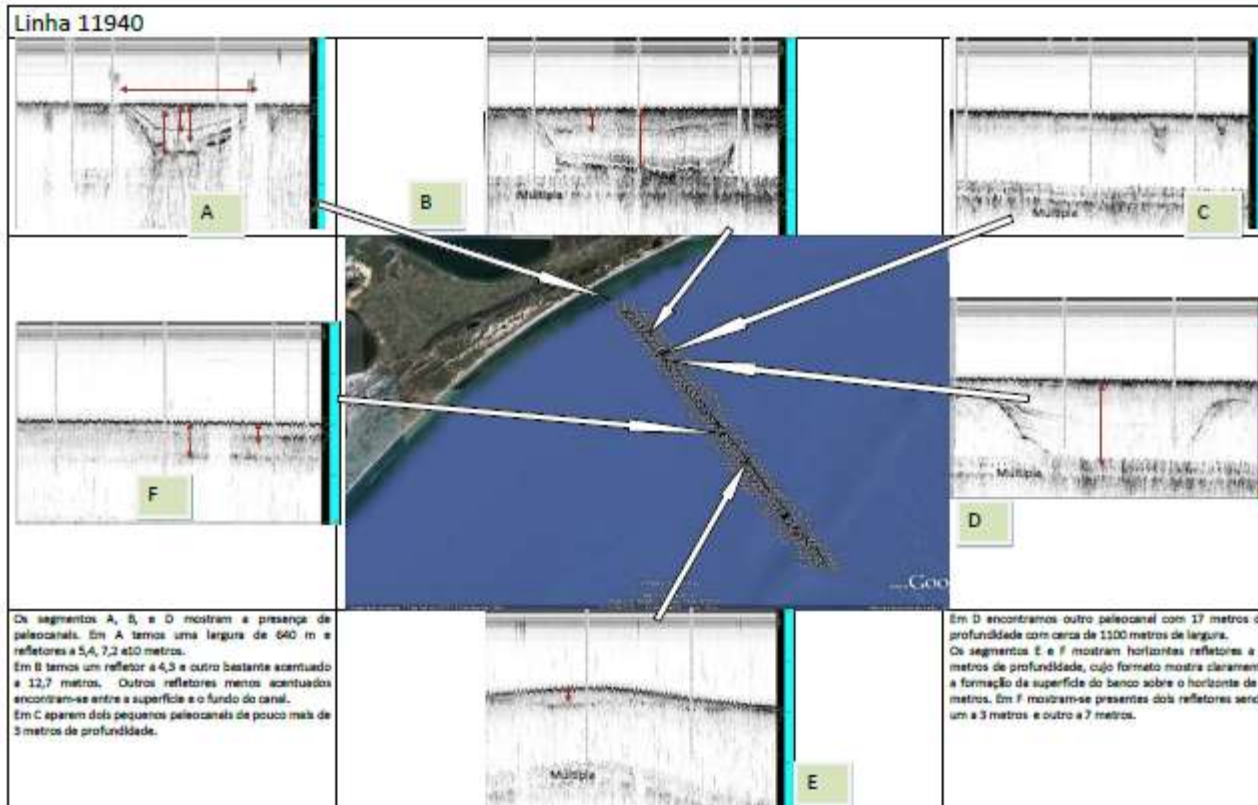 Linha 11940
A
B
Múltipla
Múltipla
C
F
Múltipla
D
...Goo
Os segmentos A, B, e D mostram a presença de
paleocanais. Em A temos uma largura de 640 m e
refletores a 5,4, 7,2 e10 metros.
Em B temos um refletor a 4,3 e outro bastante acentuado
a 12,7 metros. Outros refletores menos acentuados
encontram-se entre a superfície e o fundo do canal.
Em C aparem dois pequenos paleocanais de pouco mais de
3 metros de profundidade.
Múltipla
E
Em D encontramos outro paleocanal com 17 metros d
profundidade com cerca de 1100 metros de largura.
Os segmentos E e F mostram horizontes refletores a
metros de profundidade, cujo formato mostra claramen
a formação da superfície do banco sobre o horizonte de
metros. Em F mostram-se presentes dois refletores senc
um a 3 metros e outro a 7 metros.